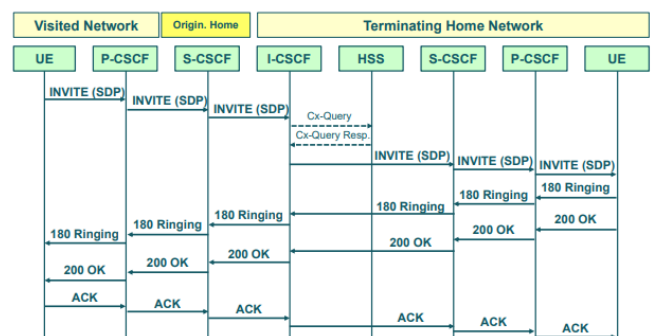 Visited Network
Origin. Home
Terminating Home Network
UE
P-CSCF
S-CSCF
I-CSCF
HSS
S-CSCF
P-CSCF
UE
INVITE (SDP)
INVITE (SDP)
INVITE (SDP)
Cx-Query
Cx-Query Resp.
INVITE (SDP)
INVITE (SDP)
INVITE (SDP)
180 Ringing
180 Ringing
180 Ringing
180 Ringing
180 Ringing
180 Ringing
200 OK
200 OK
200 OK
200 OK
200 OK
200 OK
ACK
ACK
ACK
ACK
ACK
ACK